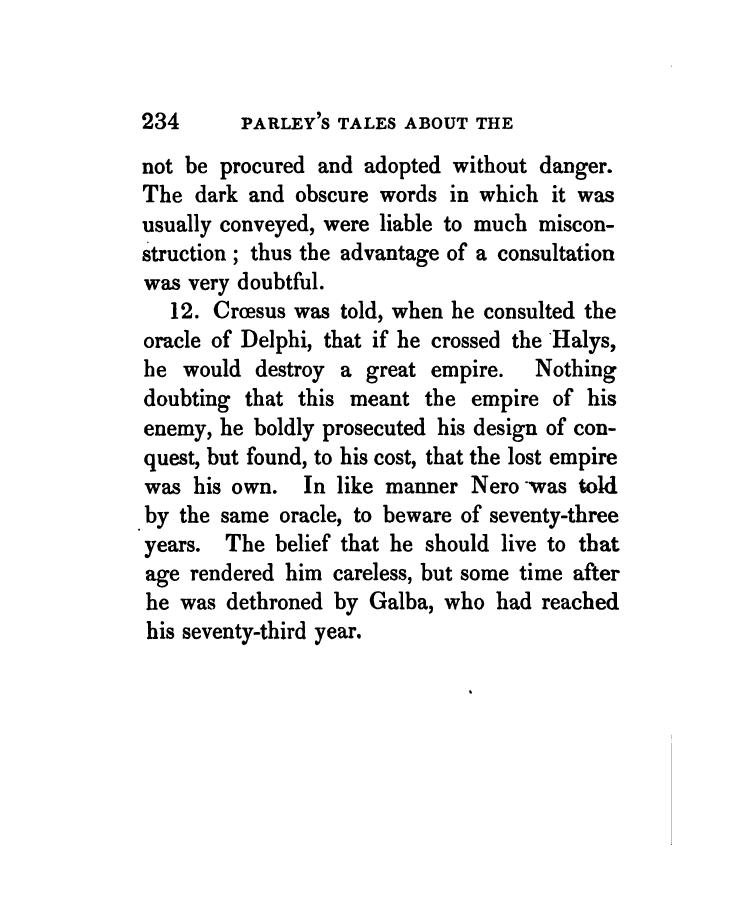 234 PARLEY'S TALES ABOUT THE
not be procured and adopted without danger.
The dark and obscure words in which it was
usually conveyed, were liable to much miscon-
struction ; thus the advantage of a consultation
was very doubtful.
12. Crœsus was told, when he consulted the
oracle of Delphi, that if he crossed the Halys,
he would destroy a great empire. Nothing
doubting that this meant the empire of his
enemy, he boldly prosecuted his design of con-
quest, but found, to his cost, that the lost empire
was his own. In like manner Nero was told
by the same oracle, to beware of seventy-three
years. The belief that he should live to that
age rendered him careless, but some time after
he was dethroned by Galba, who had reached
his seventy-third year.